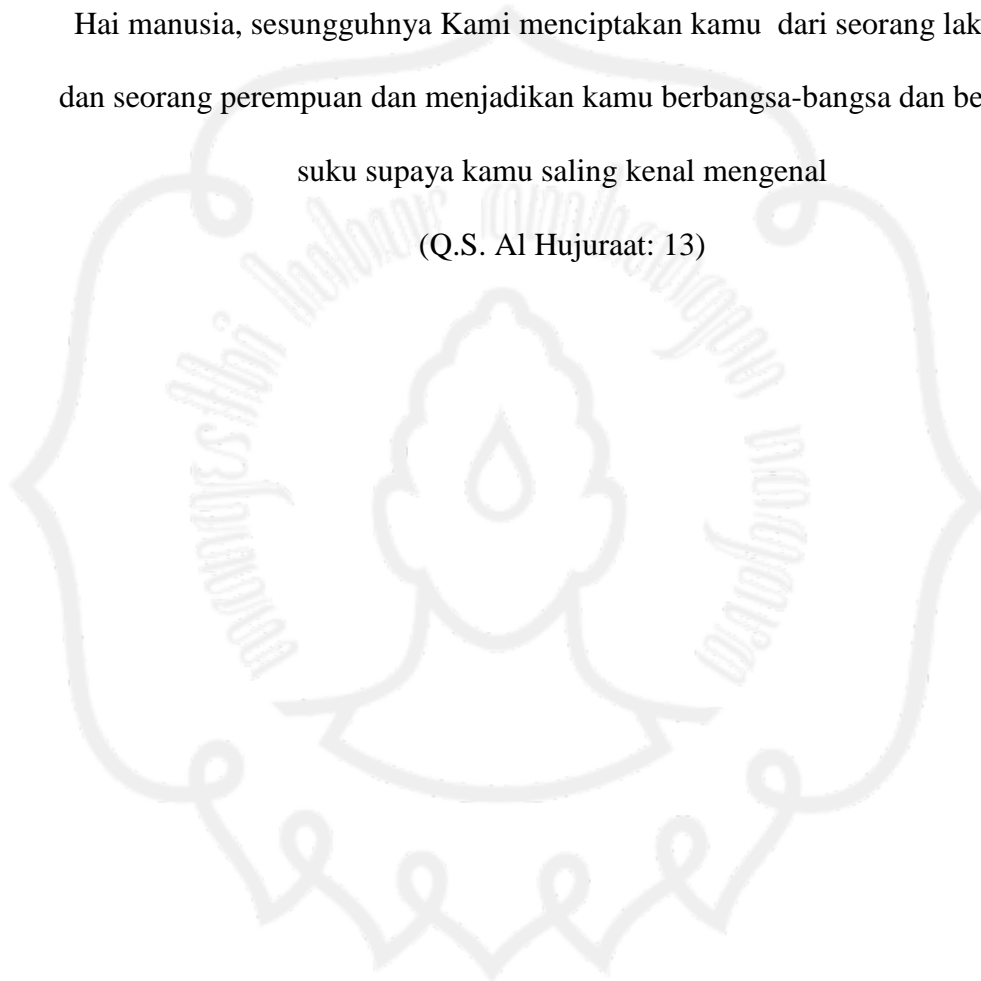 Hai manusia, sesungguhnya Kami menciptakan kamu  dari seorang lak
dan seorang perempuan dan menjadikan kamu berbangsa-bangsa dan be
suku supaya kamu saling kenal mengenal
(Q.S. Al Hujuraat: 13)